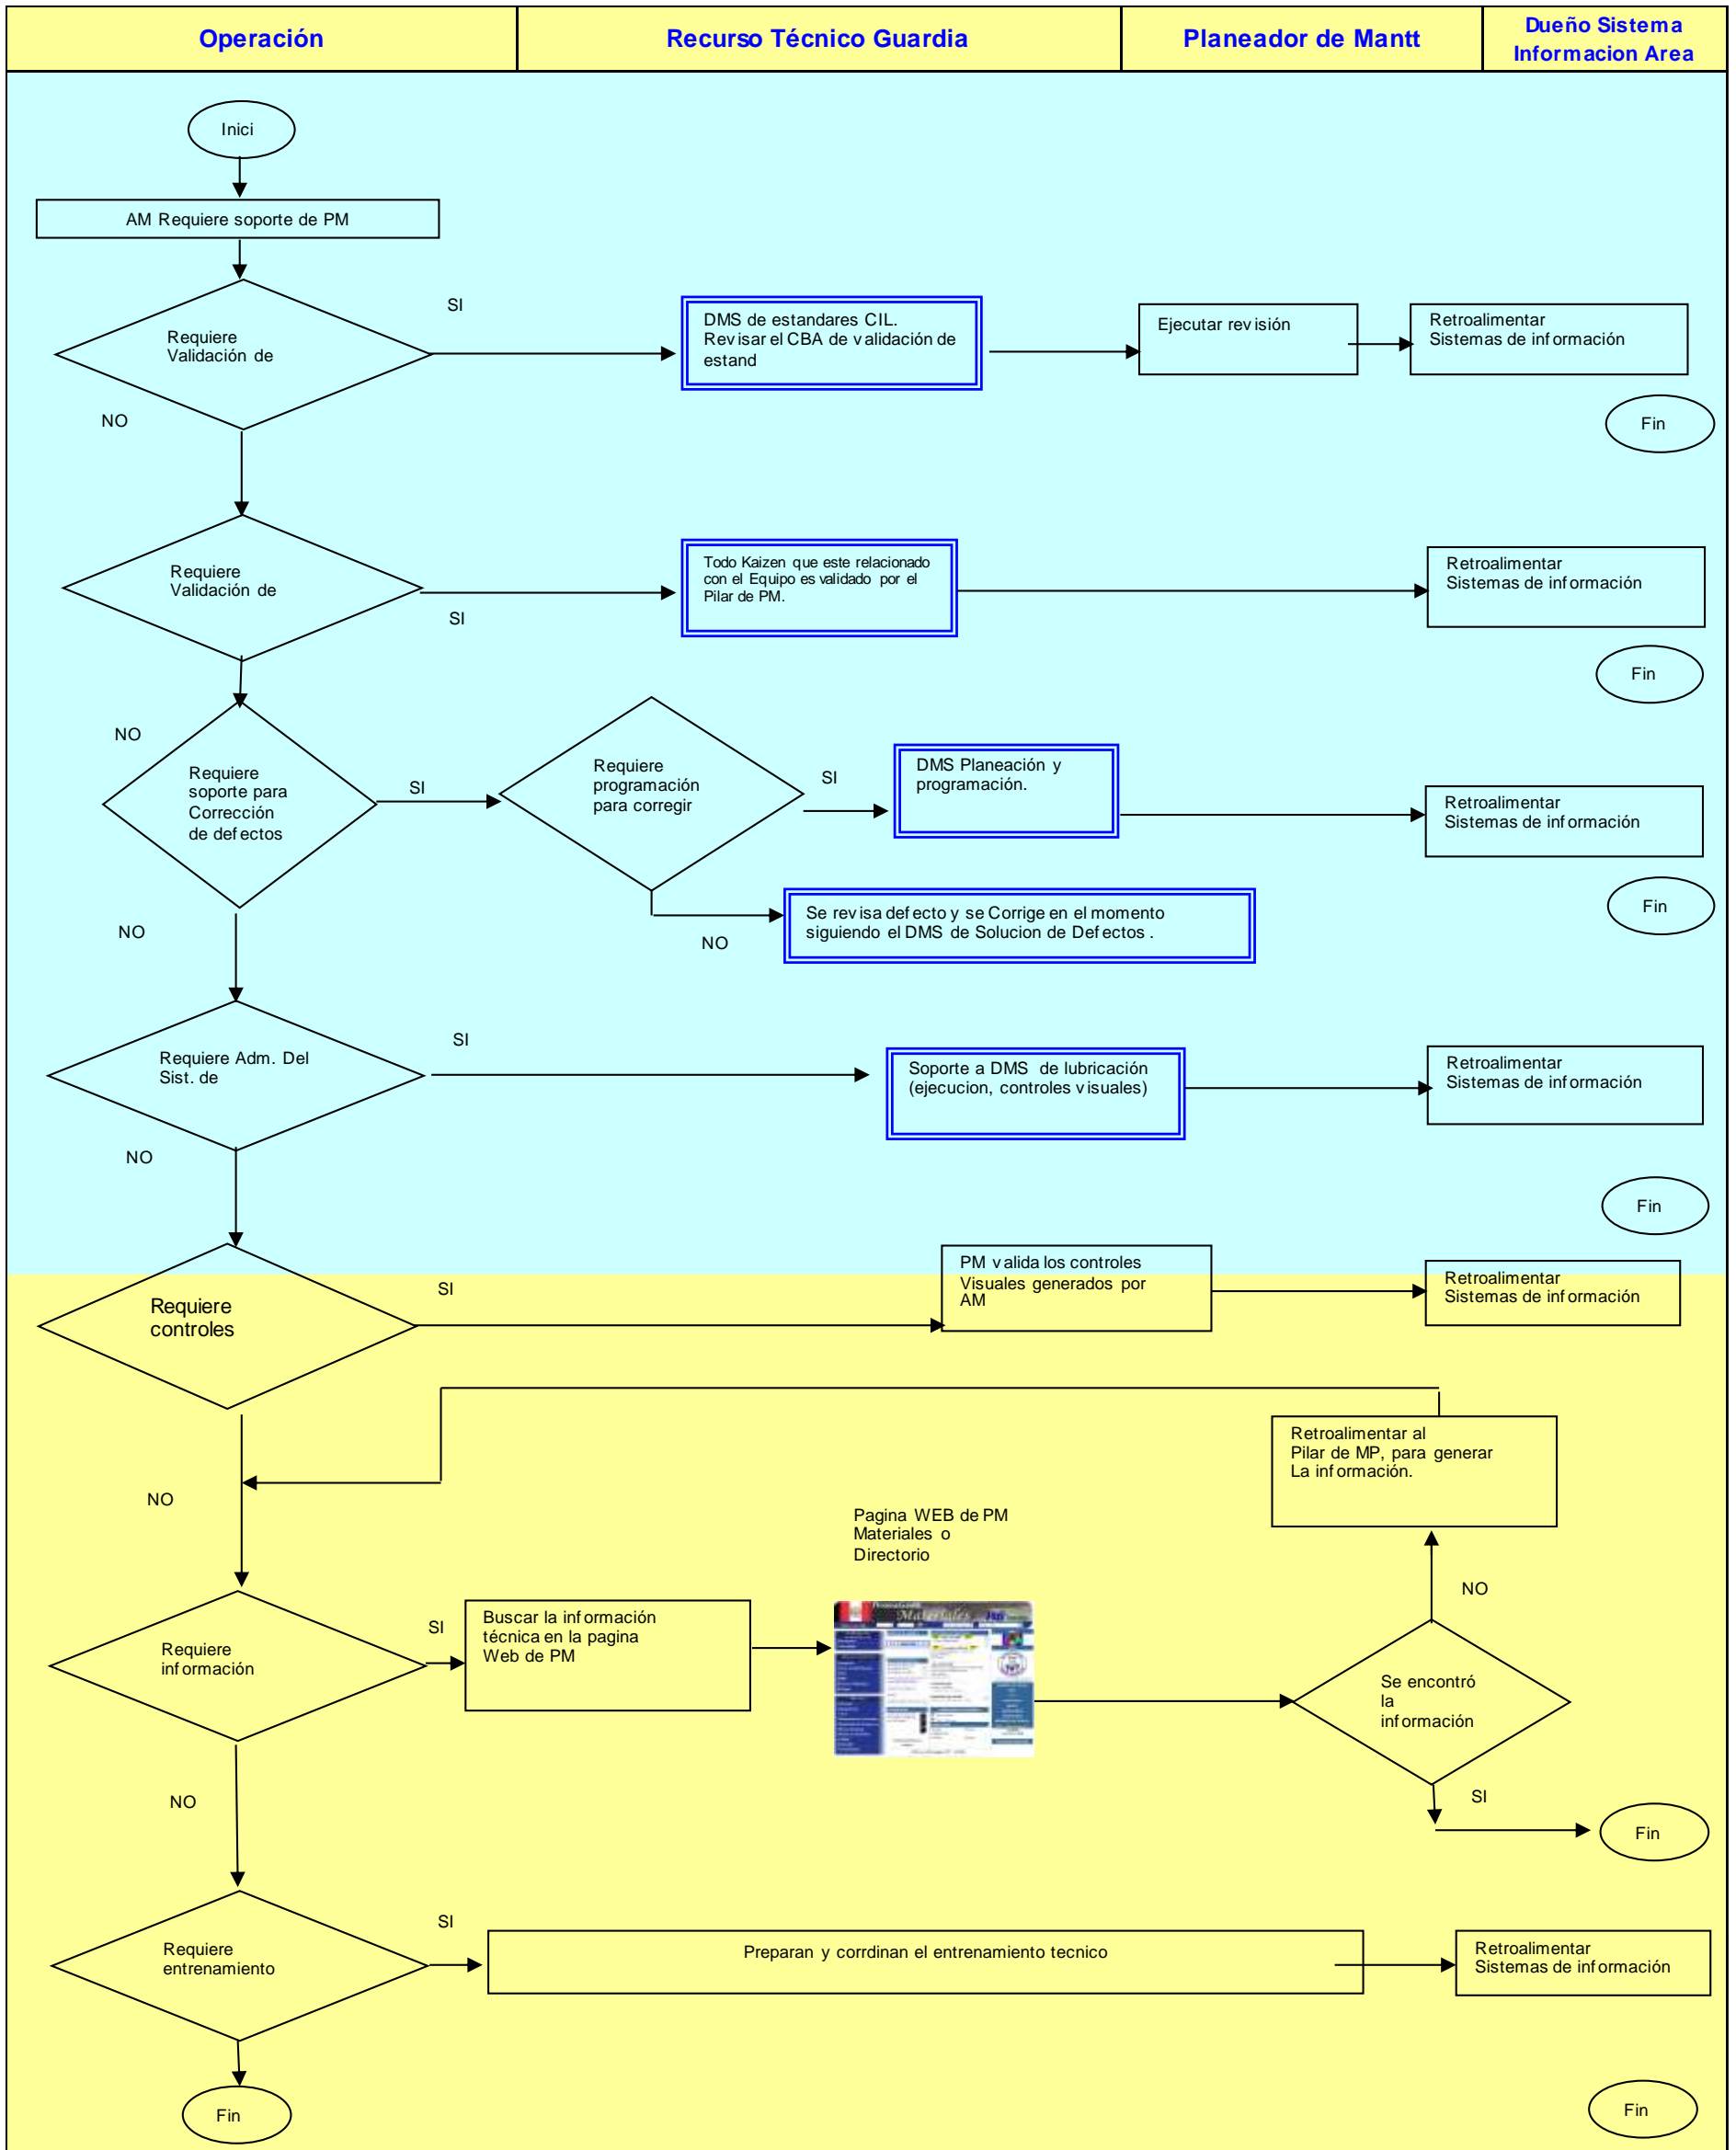 Operación
Recurso Técnico Guardia
Planeador de Mantt
Dueño Sistema
Informacion Area
Inici
AM Requiere soporte de PM
Requiere
Validación de
SI
NO
DMS de estandares CIL.
Revisar el CBA de validación de
estand
Ejecutar revisión
Retroalimentar
Sistemas de información
Fin
Requiere
Validación de
SI
NO
Todo Kaizen que este relacionado
con el Equipo es validado por el
Pilar de PM.
Retroalimentar
Sistemas de información
Fin
Requiere
soporte para
Corrección
de defectos
SI
NO
Requiere
programación
para corregir
SI
DMS Planeación y
programación.
Retroalimentar
Sistemas de información
NO
Se revisa defecto y se Corrige en el momento
siguiendo el DMS de Solucion de Defectos .
Fin
Requiere Adm. Del
Sist. de
SI
NO
Soporte a DMS de lubricación
(ejecucion, controles visuales)
Retroalimentar
Sistemas de información
Fin
Requiere
controles
SI
NO
PM valida los controles
Visuales generados por
AM
Retroalimentar
Sistemas de información
Retroalimentar al
Pilar de MP, para generar
La información.
Pagina WEB de PM
Materiales o
Directorio
Requiere
información
SI
NO
Buscar la información
técnica en la pagina
Web de PM
Materiales
Se encontró
la
información
NO
SI
Fin
Requiere
entrenamiento
SI
Preparan y corrdinan el entrenamiento tecnico
Retroalimentar
Sistemas de información
Fin
Fin